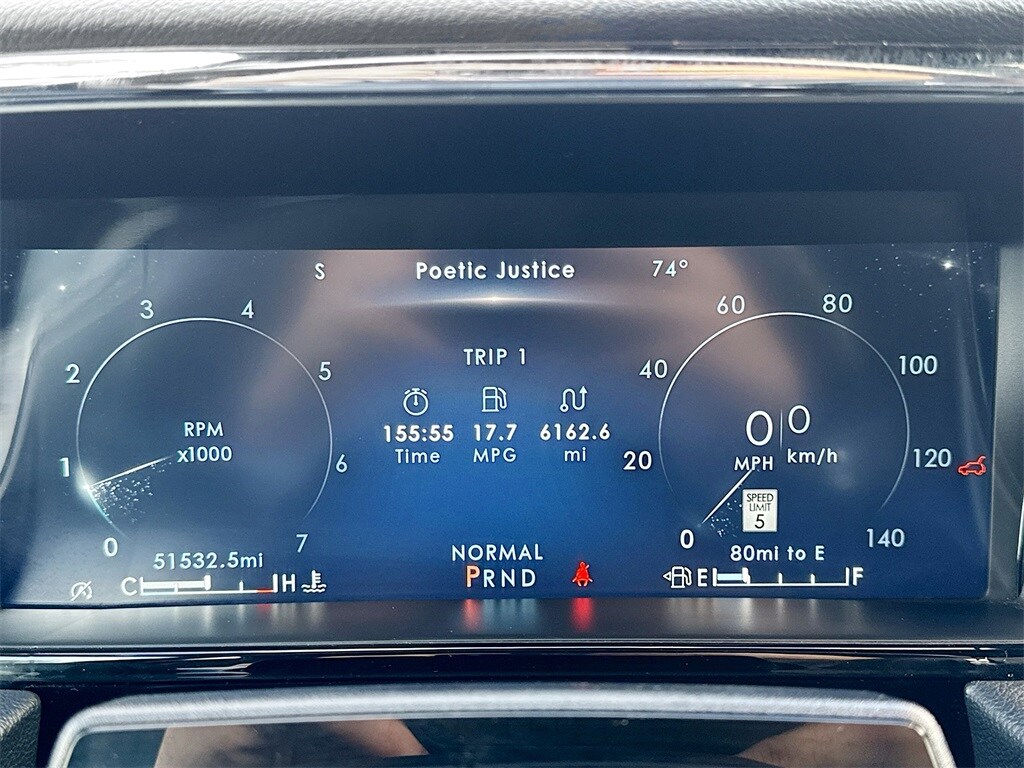 S Poetic Justice 74°
3 4
2 5
RPM
x1000
1 6
0 7
51532.5mi
C H
TRIP 1
155:55 17.7 6162.6
Time MPG mi
NORMAL
PRND
60 80
40 100
0 0
MPH km/h
20 120
SPEED
LIMIT
5
0 140
80mi to E
E F